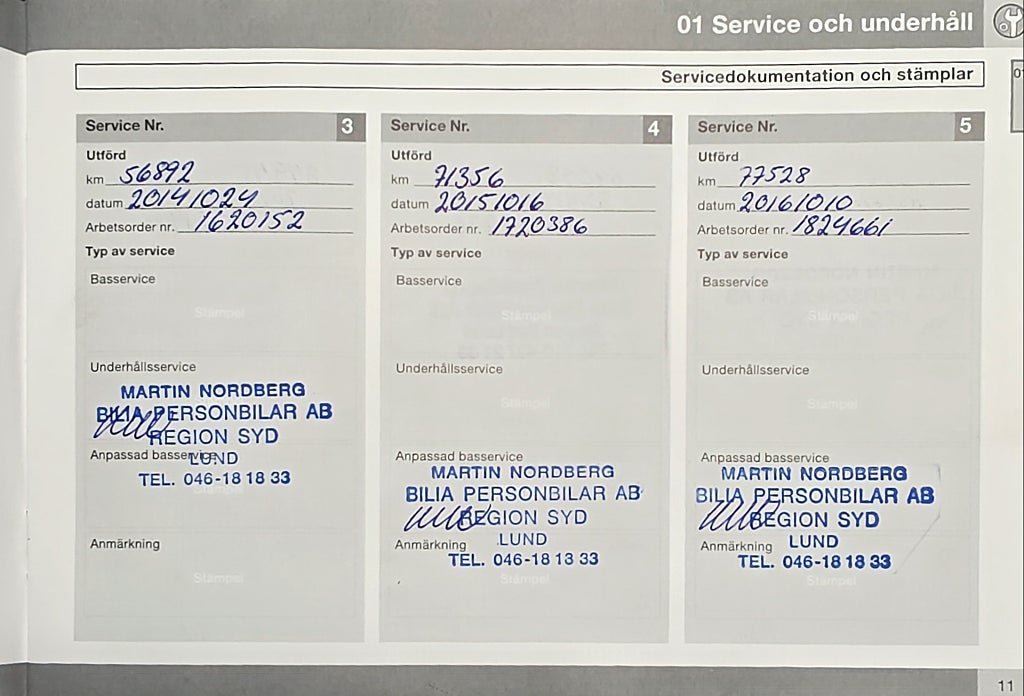 01 Service och underhåll
01
Servicedokumentation och stämplar
Service Nr. 3
Utförd
km 56892
datum 20141024
Arbetsorder nr. 1620152
Typ av service
Basservice
Stämpel
Underhållsservice
MARTIN NORDBERG
BILIA PERSONBILAR AB
REGION SYD
Anpassad basservice
LUND
TEL. 046-18 18 33
Stämpel
Anmärkning
Stämpel
Service Nr. 4
Utförd
km 71356
datum 20151016
Arbetsorder nr. 1720386
Typ av service
Basservice
Stämpel
Underhållsservice
Stämpel
Anpassad basservice
MARTIN NORDBERG
BILIA PERSONBILAR AB
REGION SYD
Anmärkning LUND
TEL. 046-18 18 33
Stämpel
Service Nr. 5
Utförd
km 77528
datum 20161010
Arbetsorder nr. 1824661
Typ av service
Basservice
Stämpel
Underhållsservice
Stämpel
Anpassad basservice
MARTIN NORDBERG
BILIA PERSONBILAR AB
REGION SYD
Anmärkning LUND
TEL. 046-18 18 33
Stämpel
11